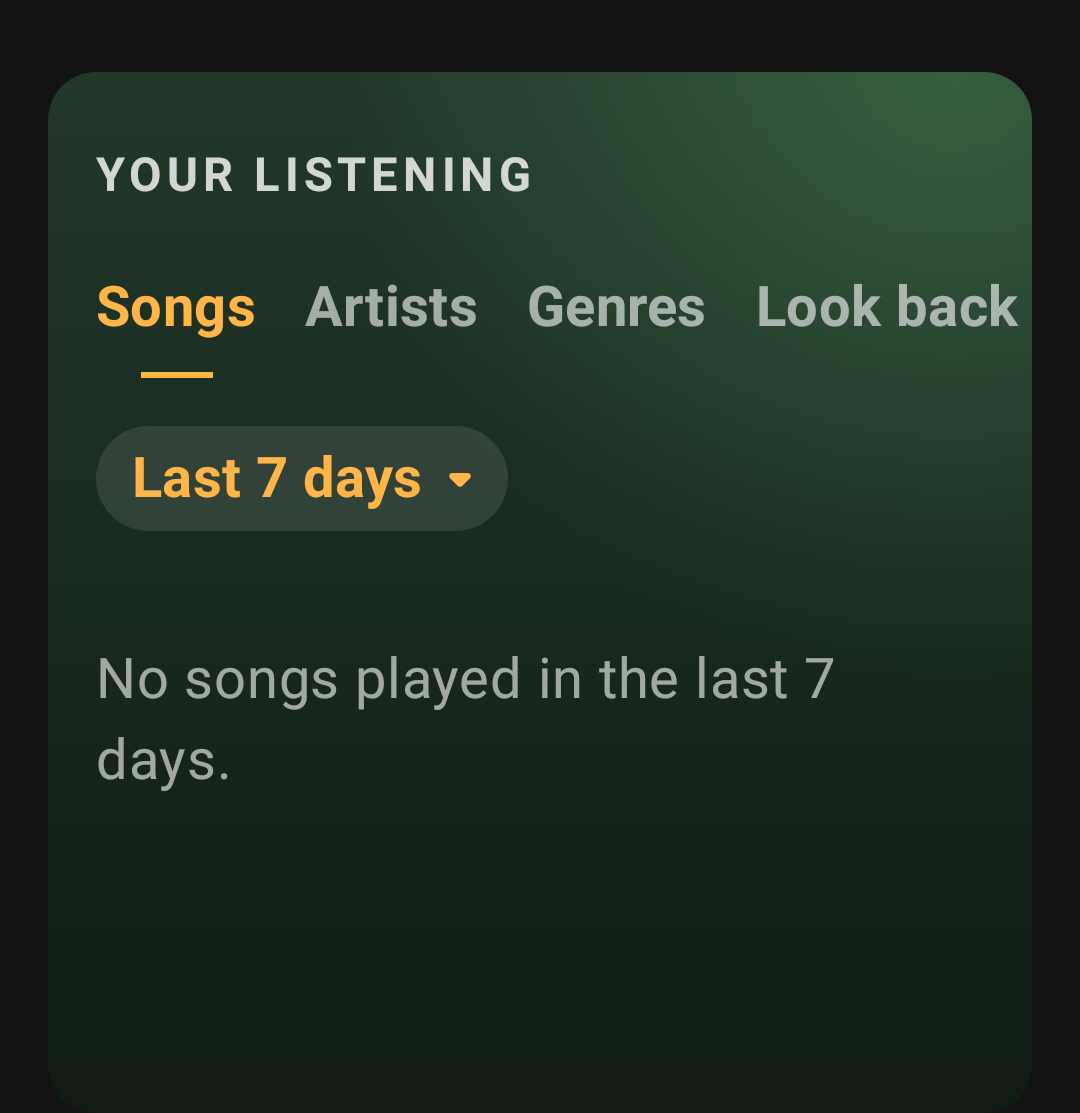 YOUR LISTENING
Songs Artists Genres Look back
Last 7 days
No songs played in the last 7
days.